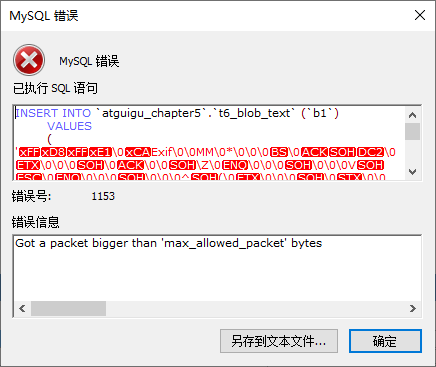 MySQL 错误
MySQL 错误
已执行 SQL 语句
INSERT INTO `atguigu_chapter5`.`t6_blob_text` (`b1`)
VALUES
(
'xFFxD8xFFxE1\0xCAExif\0\0MM\0*\0\0\0BS\0ACKSOHDC2\0
ETX\0\0\0SOH\0ACK\0\0SOH\Z\0ENQ\0\0\0SOH\0\0\0VSOH
ESC\0ENQ\0\0\0SOH\0\0\0^SOH(\0ETX\0\0\0SOH\0STX\0\0
错误号: 1153
错误信息
Got a packet bigger than 'max_allowed_packet' bytes
另存到文本文件...
确定